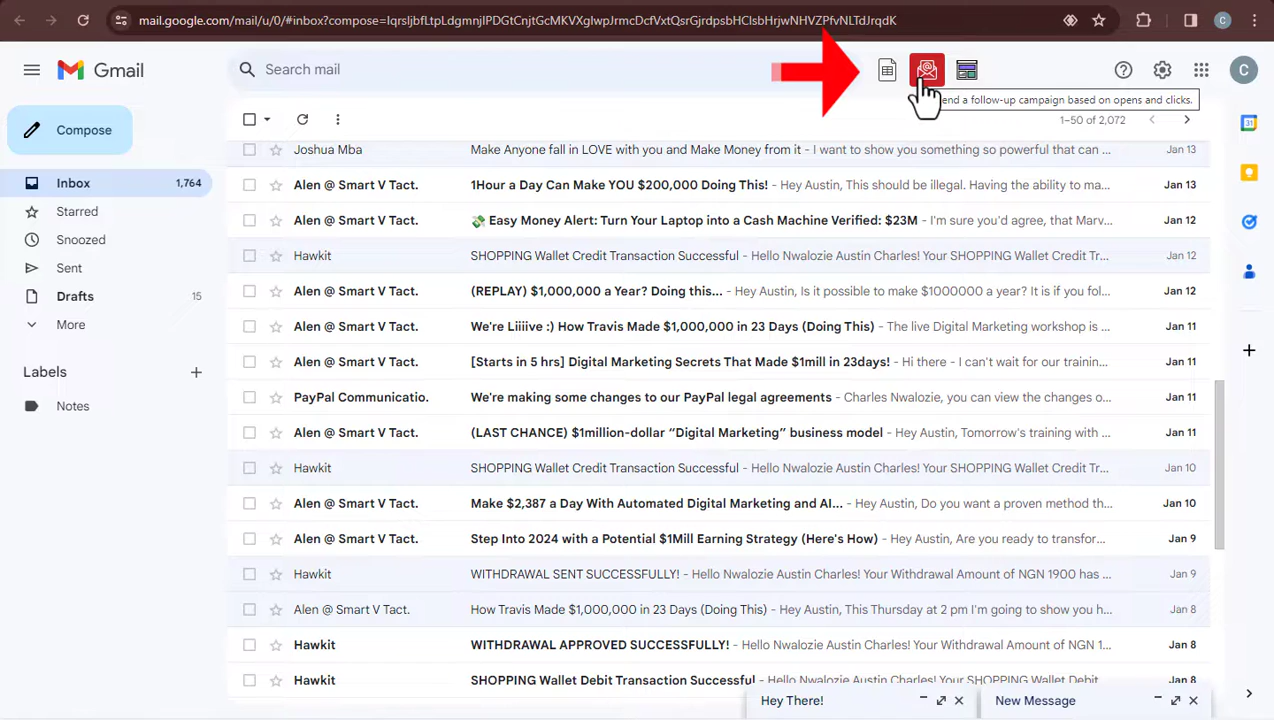 mail.google.com/mail/u/0/#inbox?compose=IqrsljbfLtpLdgmnjlPDGtCnjtGcMKVXglwpJrmcDcfVxtQsrGjrdpsbHClsbHrjwNHVZPfvNLTdJrqdK
C
Gmail
Search mail
C
end a follow-up campaign based on opens and clicks.
Compose
1–50 of 2,072
31
Joshua Mba Make Anyone fall in LOVE with you and Make Money from it - I want to show you something so powerful that can ... Jan 13
Inbox 1,764
Alen @ Smart V Tact. 1Hour a Day Can Make YOU $200,000 Doing This! - Hey Austin, This should be illegal. Having the ability to ma... Jan 13
Starred
Alen @ Smart V Tact. 💸 Easy Money Alert: Turn Your Laptop into a Cash Machine Verified: $23M - I'm sure you'd agree, that Marv... Jan 12
Snoozed
Hawkit SHOPPING Wallet Credit Transaction Successful - Hello Nwalozie Austin Charles! Your SHOPPING Wallet Credit Tr... Jan 12
Sent
Alen @ Smart V Tact. (REPLAY) $1,000,000 a Year? Doing this... - Hey Austin, Is it possible to make $1000000 a year? It is if you fol... Jan 12
Drafts 15
More
Alen @ Smart V Tact. We're Liiiive :) How Travis Made $1,000,000 in 23 Days (Doing This) - The live Digital Marketing workshop is ... Jan 11
Alen @ Smart V Tact. [Starts in 5 hrs] Digital Marketing Secrets That Made $1mill in 23days! - Hi there - I can't wait for our trainin... Jan 11
Labels
PayPal Communicatio. We're making some changes to our PayPal legal agreements - Charles Nwalozie, you can view the changes o... Jan 11
Notes
Alen @ Smart V Tact. (LAST CHANCE) $1million-dollar “Digital Marketing” business model - Hey Austin, Tomorrow's training with ... Jan 11
Hawkit SHOPPING Wallet Credit Transaction Successful - Hello Nwalozie Austin Charles! Your SHOPPING Wallet Credit Tr... Jan 10
Alen @ Smart V Tact. Make $2,387 a Day With Automated Digital Marketing and AI... - Hey Austin, Do you want a proven method th... Jan 10
Alen @ Smart V Tact. Step Into 2024 with a Potential $1Mill Earning Strategy (Here's How) - Hey Austin, Are you ready to transfor... Jan 9
Hawkit WITHDRAWAL SENT SUCCESSFULLY! - Hello Nwalozie Austin Charles! Your Withdrawal Amount of NGN 1900 has ... Jan 9
Alen @ Smart V Tact. How Travis Made $1,000,000 in 23 Days (Doing This) - Hey Austin, This Thursday at 2 pm I'm going to show you h... Jan 8
Hawkit WITHDRAWAL APPROVED SUCCESSFULLY! - Hello Nwalozie Austin Charles! Your Withdrawal Amount of NGN 1... Jan 8
Hawkit SHOPPING Wallet Debit Transaction Successful - Hello Nwalozie Austin Charles! Your SHOPPING Wallet Debit Jan 8
Hey There!
New Message